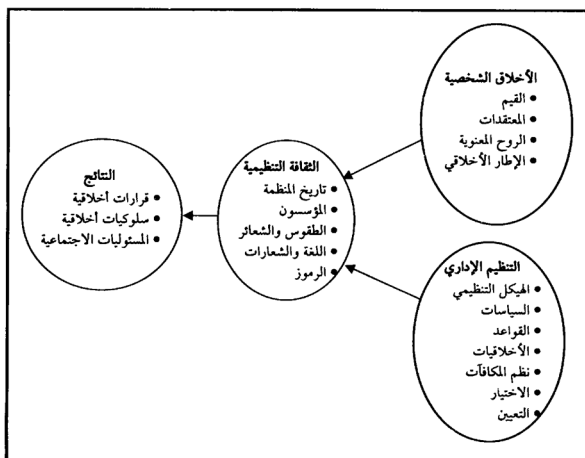 الأخلاق الشخصية
• القيم
• المعتقدات
• الروح المعنوية
• الإطار الأخلاقي
الثقافة التنظيمية
• تاريخ المنظمة
• المؤسسون
• الطقوس والشعائر
• اللغة والشعارات
• الرموز
النتائج
• قرارات أخلاقية
• سلوكيات أخلاقية
• المسئوليات الاجتماعية
التنظيم الإداري
• الهيكل التنظيمي
• السياسات
• القواعد
• الأخلاقيات
• نظم المكافآت
• الاختيار
• التعيين